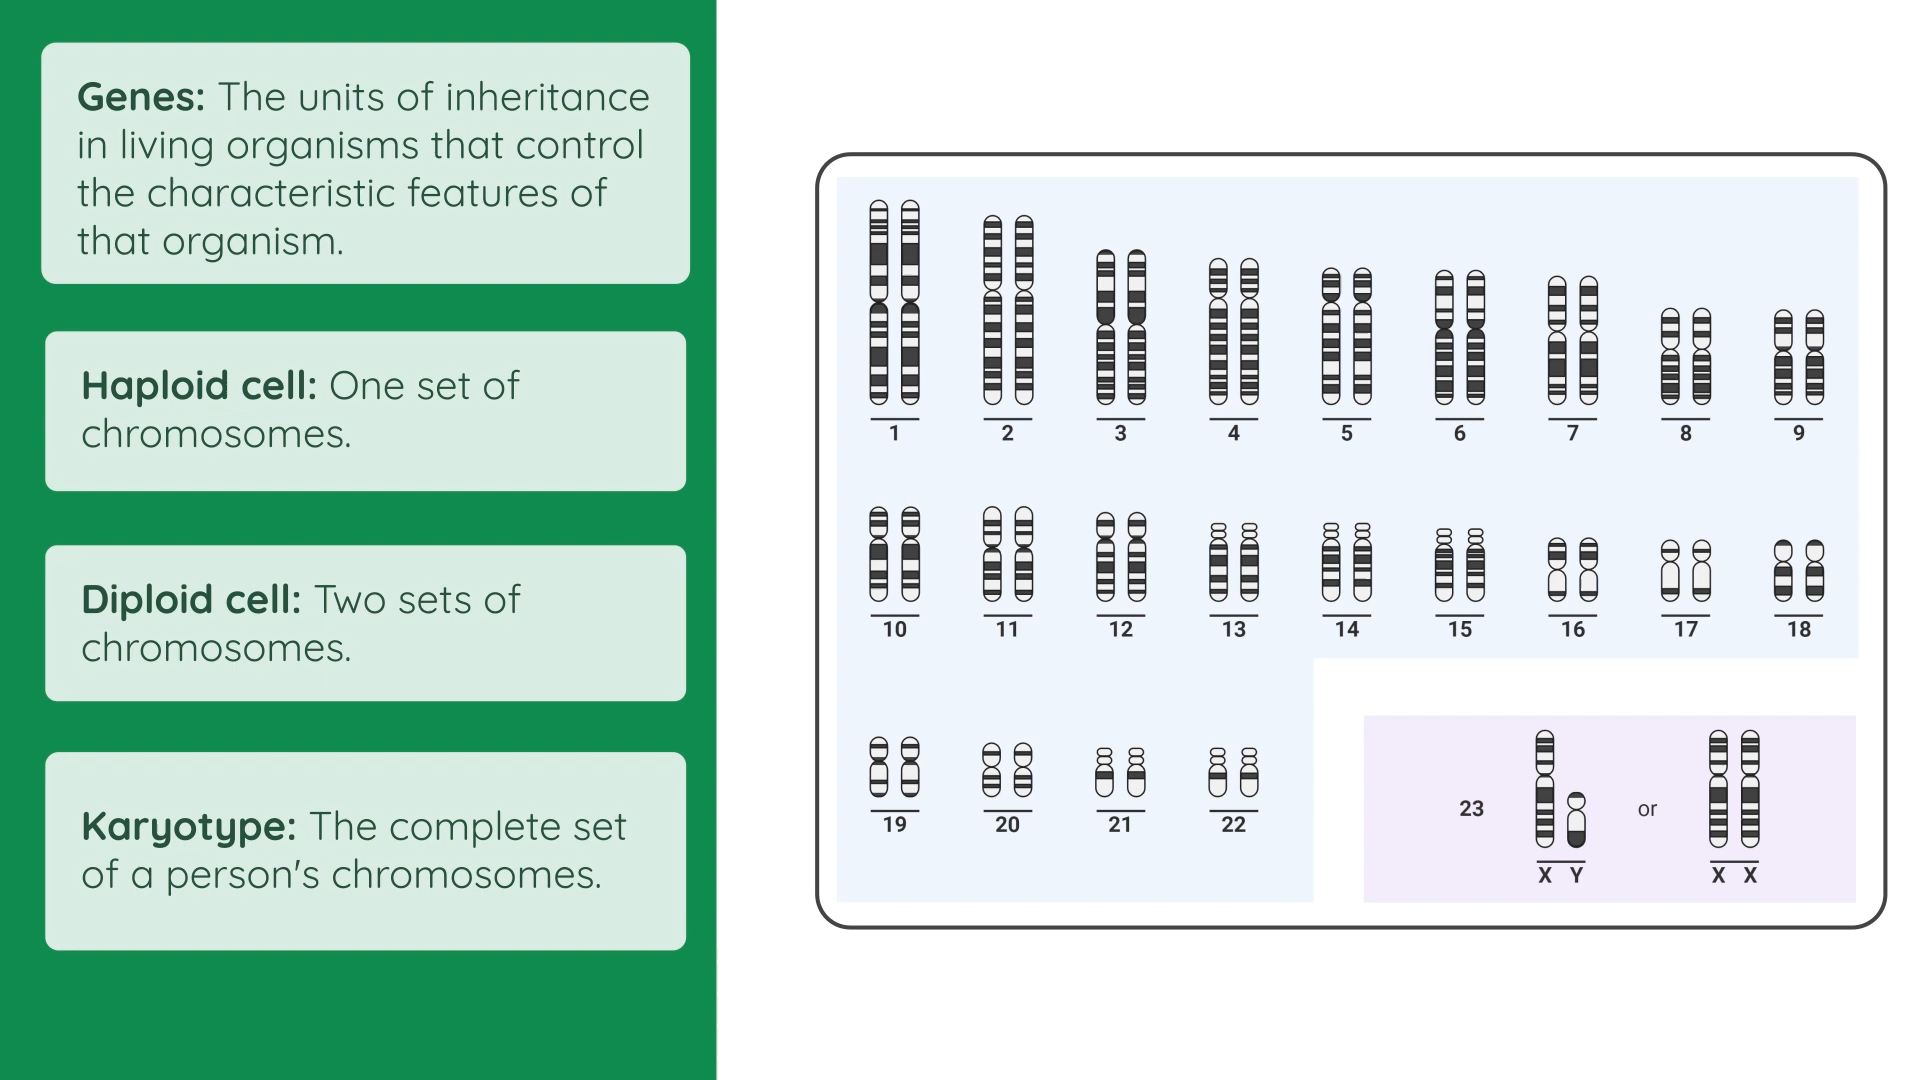 Genes: The units of inheritance
in living organisms that control
the characteristic features of
that organism.
Haploid cell: One set of
chromosomes.
Diploid cell: Two sets of
chromosomes.
Karyotype: The complete set
of a person's chromosomes.
1 2 3 4 5 6 7 8 9
10 11 12 13 14 15 16 17 18
19 20 21 22
23 or
X Y X X